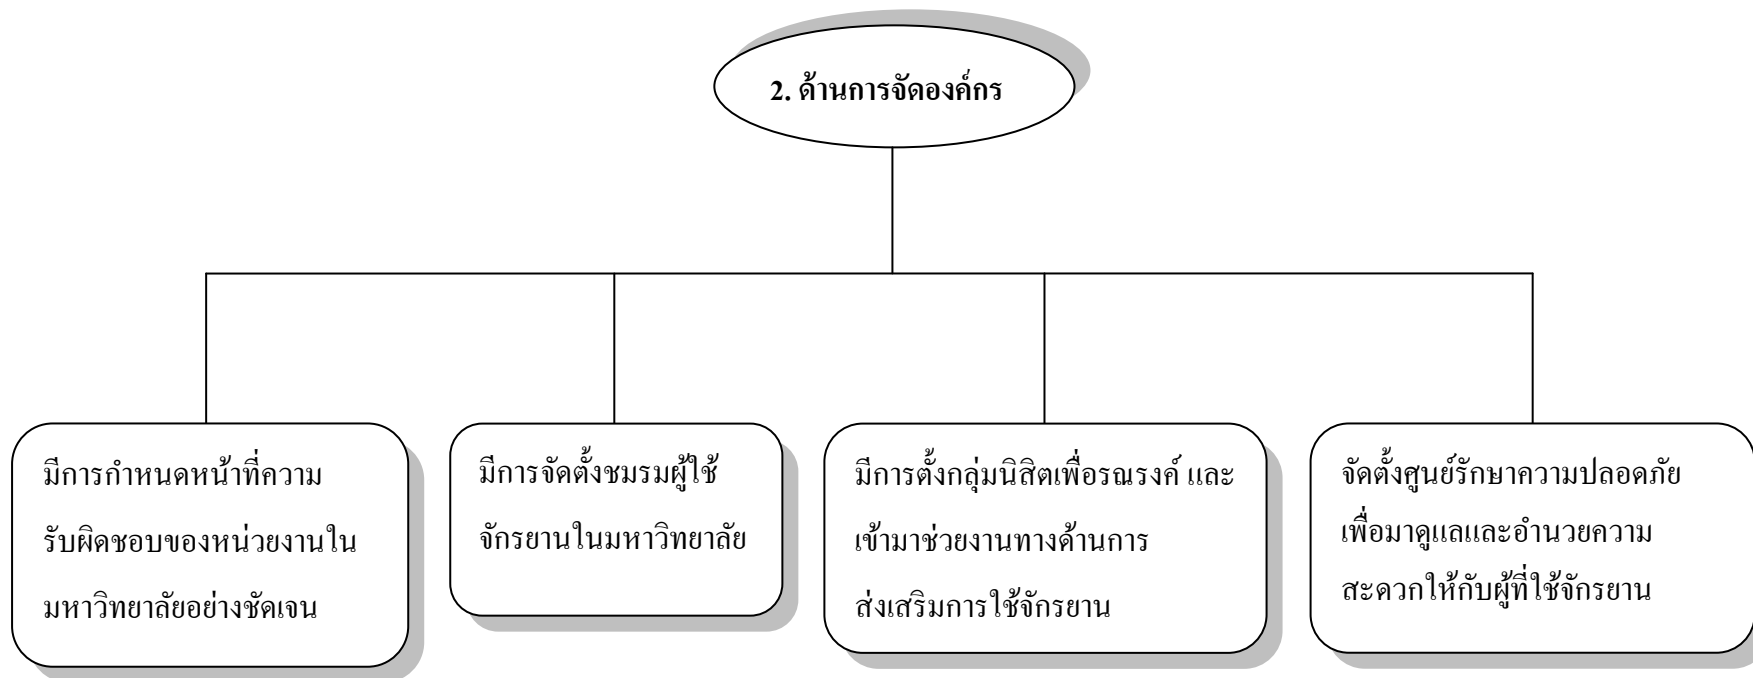 2. ด้านการจัดองค์กร
มีการกำหนดหน้าที่ความ
รับผิดชอบของหน่วยงานใน
มหาวิทยาลัยอย่างชัดเจน
มีการจัดตั้งชมรมผู้ใช้
จักรยานในมหาวิทยาลัย
มีการตั้งกลุ่มนิสิตเพื่อรณรงค์ และ
เข้ามาช่วยงานทางด้านการ
ส่งเสริมการใช้จักรยาน
จัดตั้งศูนย์รักษาความปลอดภัย
เพื่อมาดูแลและอำนวยความ
สะดวกให้กับผู้ที่ใช้จักรยาน